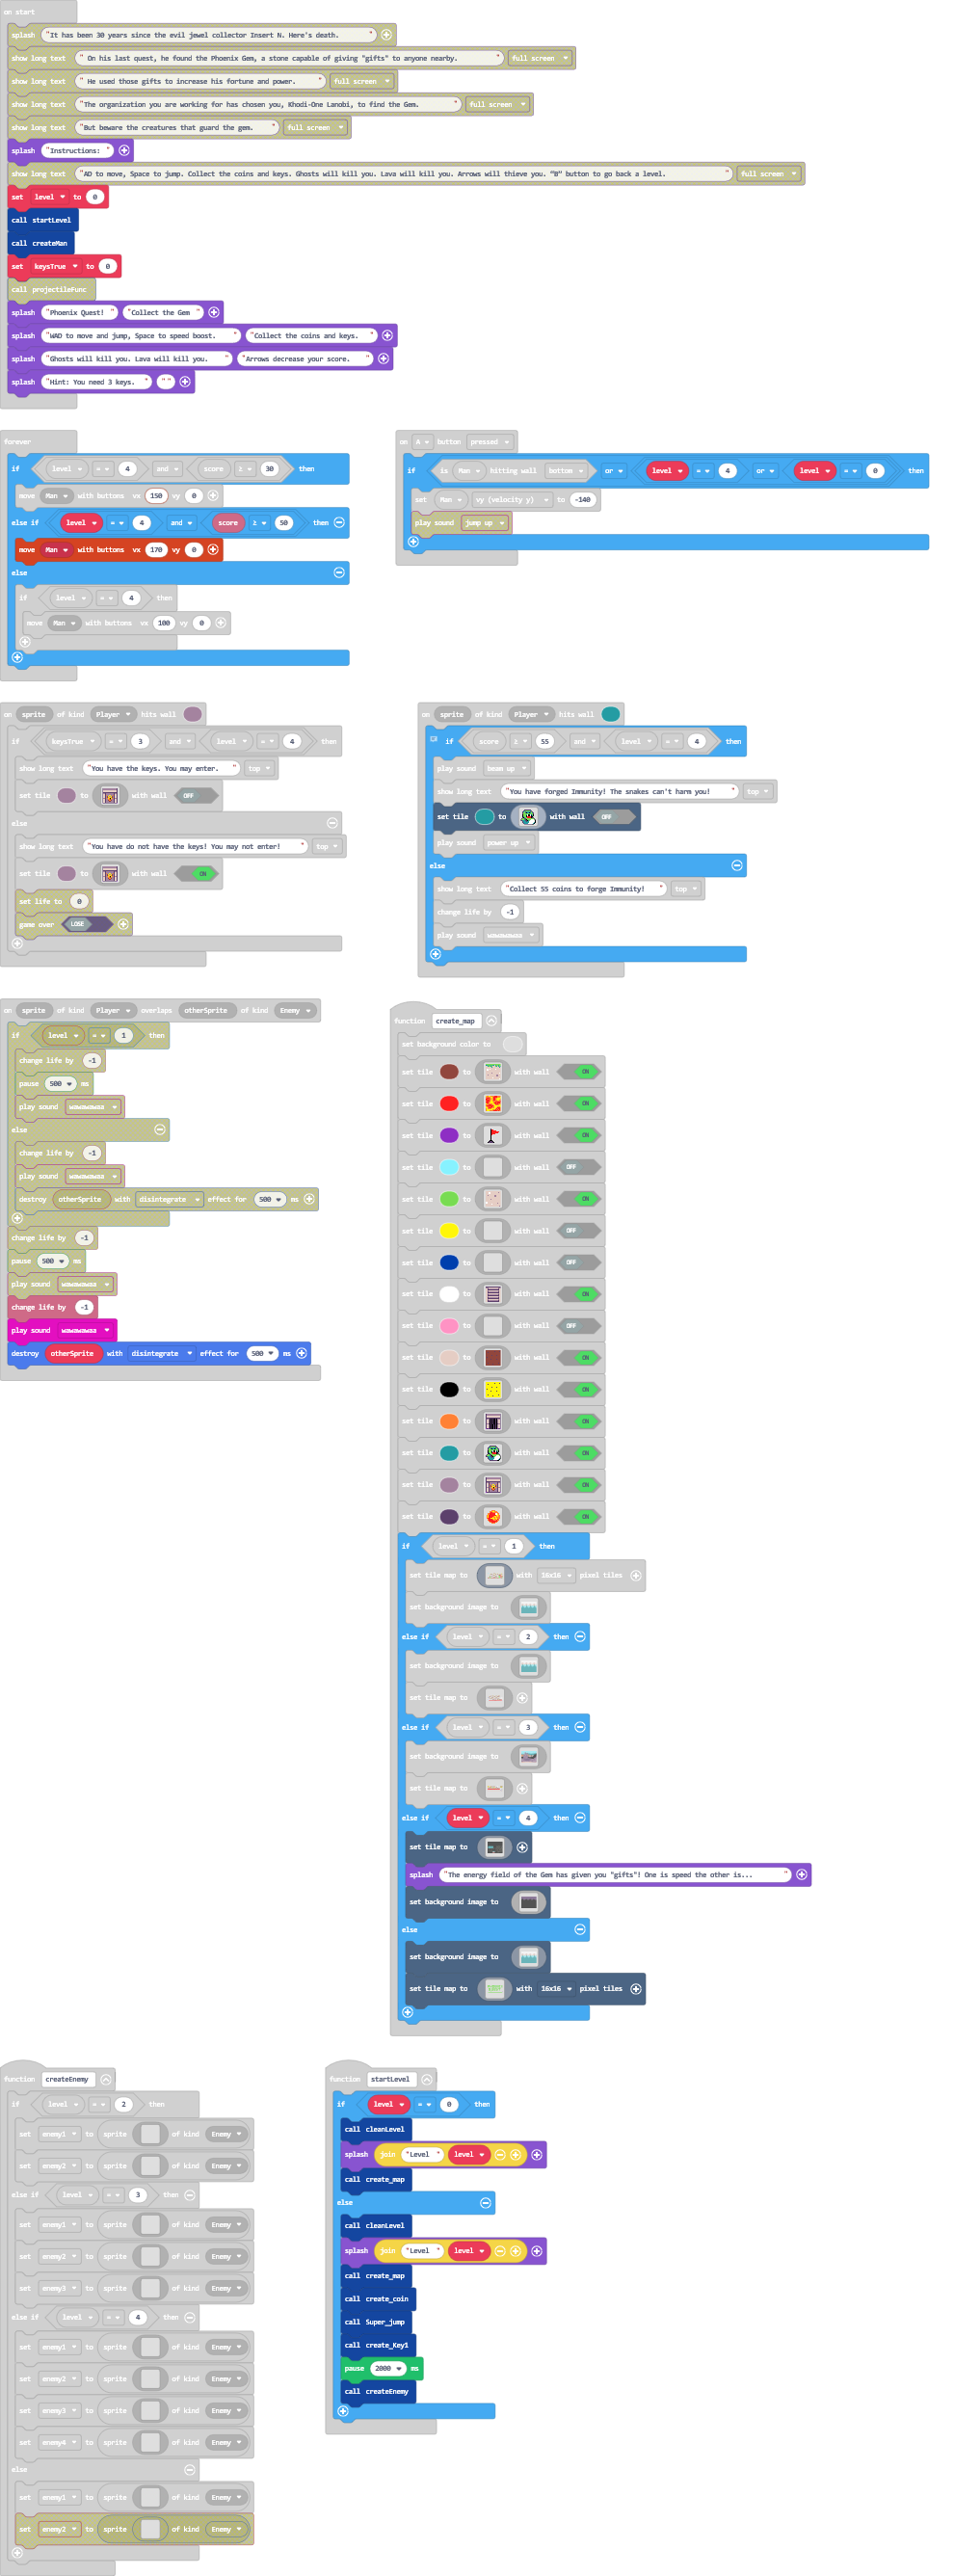 on start
splash "It has been 30 years since the evil jewel collector Insert N. Here's death. "
show long text " On his last quest, he found the Phoenix Gem, a stone capable of giving "gifts" to anyone nearby. " full screen
show long text " He used those gifts to increase his fortune and power. " full screen
show long text "The organization you are working for has chosen you, Khodi-One Lanobi, to find the Gem. " full screen
show long text "But beware the creatures that guard the gem. " full screen
splash "Instructions: "
show long text "AD to move, Space to jump. Collect the coins and keys. Ghosts will kill you. Lava will kill you. Arrows will thieve you. "B" button to go back a level. " full screen
set level to 0
call startLevel
call createMan
set keysTrue to 0
call projectileFunc
splash "Phoenix Quest! " "Collect the Gem "
splash "WAD to move and jump, Space to speed boost. " "Collect the coins and keys. "
splash "Ghosts will kill you. Lava will kill you. " "Arrows decrease your score. "
splash "Hint: You need 3 keys. " ""
forever
if level = 4 and score ≥ 30 then
move Man with buttons vx 150 vy 0
else if level = 4 and score ≥ 50 then
move Man with buttons vx 170 vy 0
else
if level = 4 then
move Man with buttons vx 100 vy 0
on A button pressed
if is Man hitting wall bottom or level = 4 or level = 0 then
set Man vy (velocity y) to -140
play sound jump up
on sprite of kind Player hits wall
if keysTrue = 3 and level = 4 then
show long text "You have the keys. You may enter. " top
set tile to with wall OFF
else
show long text "You have do not have the keys! You may not enter! " top
set tile to with wall ON
set life to 0
game over LOSE
on sprite of kind Player hits wall
if score ≥ 55 and level = 4 then
play sound beam up
show long text "You have forged Immunity! The snakes can't harm you! " top
set tile to with wall OFF
play sound power up
else
show long text "Collect 55 coins to forge Immunity! " top
change life by -1
play sound wawawawaa
on sprite of kind Player overlaps otherSprite of kind Enemy
if level = 1 then
change life by -1
pause 500 ms
play sound wawawawaa
else
change life by -1
play sound wawawawaa
destroy otherSprite with disintegrate effect for 500 ms
change life by -1
pause 500 ms
play sound wawawawaa
change life by -1
play sound wawawawaa
destroy otherSprite with disintegrate effect for 500 ms
function create_map
set background color to
set tile to with wall ON
set tile to with wall ON
set tile to with wall ON
set tile to with wall OFF
set tile to with wall ON
set tile to with wall OFF
set tile to with wall OFF
set tile to with wall ON
set tile to with wall OFF
set tile to with wall ON
set tile to with wall ON
set tile to with wall ON
set tile to with wall ON
set tile to with wall ON
set tile to with wall ON
if level = 1 then
set tile map to with 16x16 pixel tiles
set background image to
else if level = 2 then
set background image to
set tile map to
else if level = 3 then
set background image to
set tile map to
else if level = 4 then
set tile map to
splash "The energy field of the Gem has given you "gifts"! One is speed the other is... "
set background image to
else
set background image to
set tile map to with 16x16 pixel tiles
function createEnemy
if level = 2 then
set enemy1 to sprite of kind Enemy
set enemy2 to sprite of kind Enemy
else if level = 3 then
set enemy1 to sprite of kind Enemy
set enemy2 to sprite of kind Enemy
set enemy3 to sprite of kind Enemy
else if level = 4 then
set enemy1 to sprite of kind Enemy
set enemy2 to sprite of kind Enemy
set enemy3 to sprite of kind Enemy
set enemy4 to sprite of kind Enemy
else
set enemy1 to sprite of kind Enemy
set enemy2 to sprite of kind Enemy
function startLevel
if level = 0 then
call cleanLevel
splash join "Level " level
call create_map
else
call cleanLevel
splash join "Level " level
call create_map
call create_coin
call Super_jump
call create_Key1
pause 2000 ms
call createEnemy